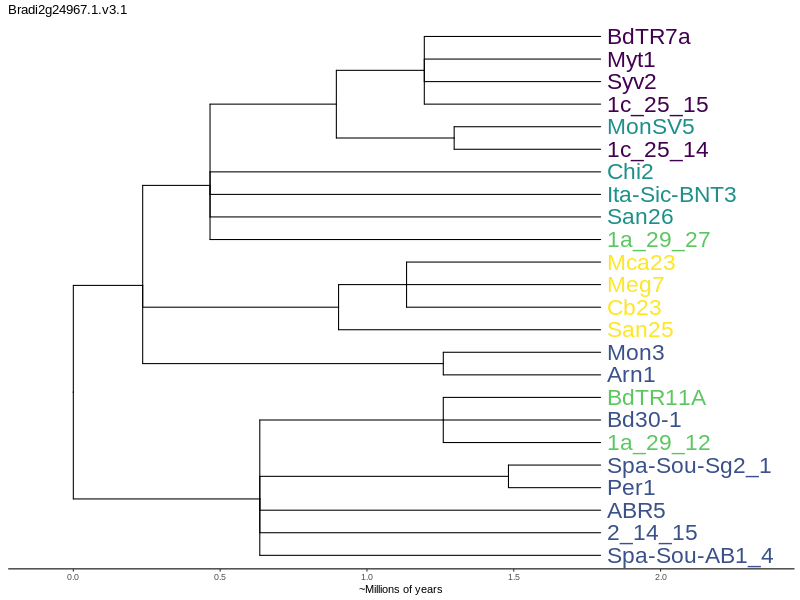 Bradi2g24967.1.v3.1
BdTR7a
Myt1
Syv2
1c_25_15
MonSV5
1c_25_14
Chi2
Ita-Sic-BNT3
San26
1a_29_27
Mca23
Meg7
Cb23
San25
Mon3
Arn1
BdTR11A
Bd30-1
1a_29_12
Spa-Sou-Sg2_1
Per1
ABR5
2_14_15
Spa-Sou-AB1_4
0.0 0.5 1.0 1.5 2.0
~Millions of years